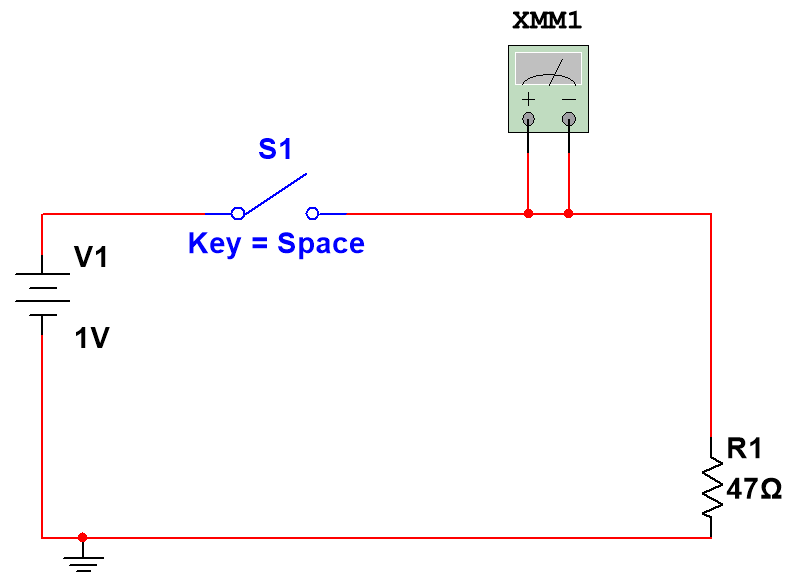 XMM1
+ −
S1
Key = Space
V1
1V
R1
47Ω